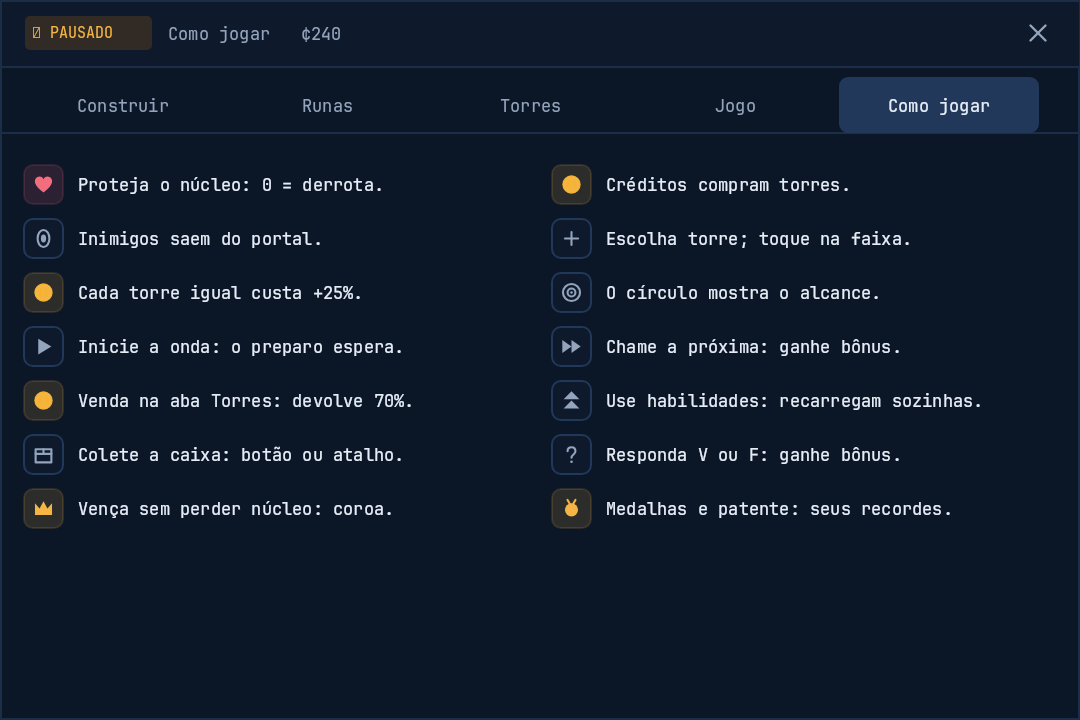 PAUSADO Como jogar ¢240
Construir Runas Torres Jogo Como jogar
Proteja o núcleo: 0 = derrota.
Créditos compram torres.
Inimigos saem do portal.
Escolha torre; toque na faixa.
Cada torre igual custa +25%.
O círculo mostra o alcance.
Inicie a onda: o preparo espera.
Chame a próxima: ganhe bônus.
Venda na aba Torres: devolve 70%.
Use habilidades: recarregam sozinhas.
Colete a caixa: botão ou atalho.
? Responda V ou F: ganhe bônus.
Vença sem perder núcleo: coroa.
Medalhas e patente: seus recordes.